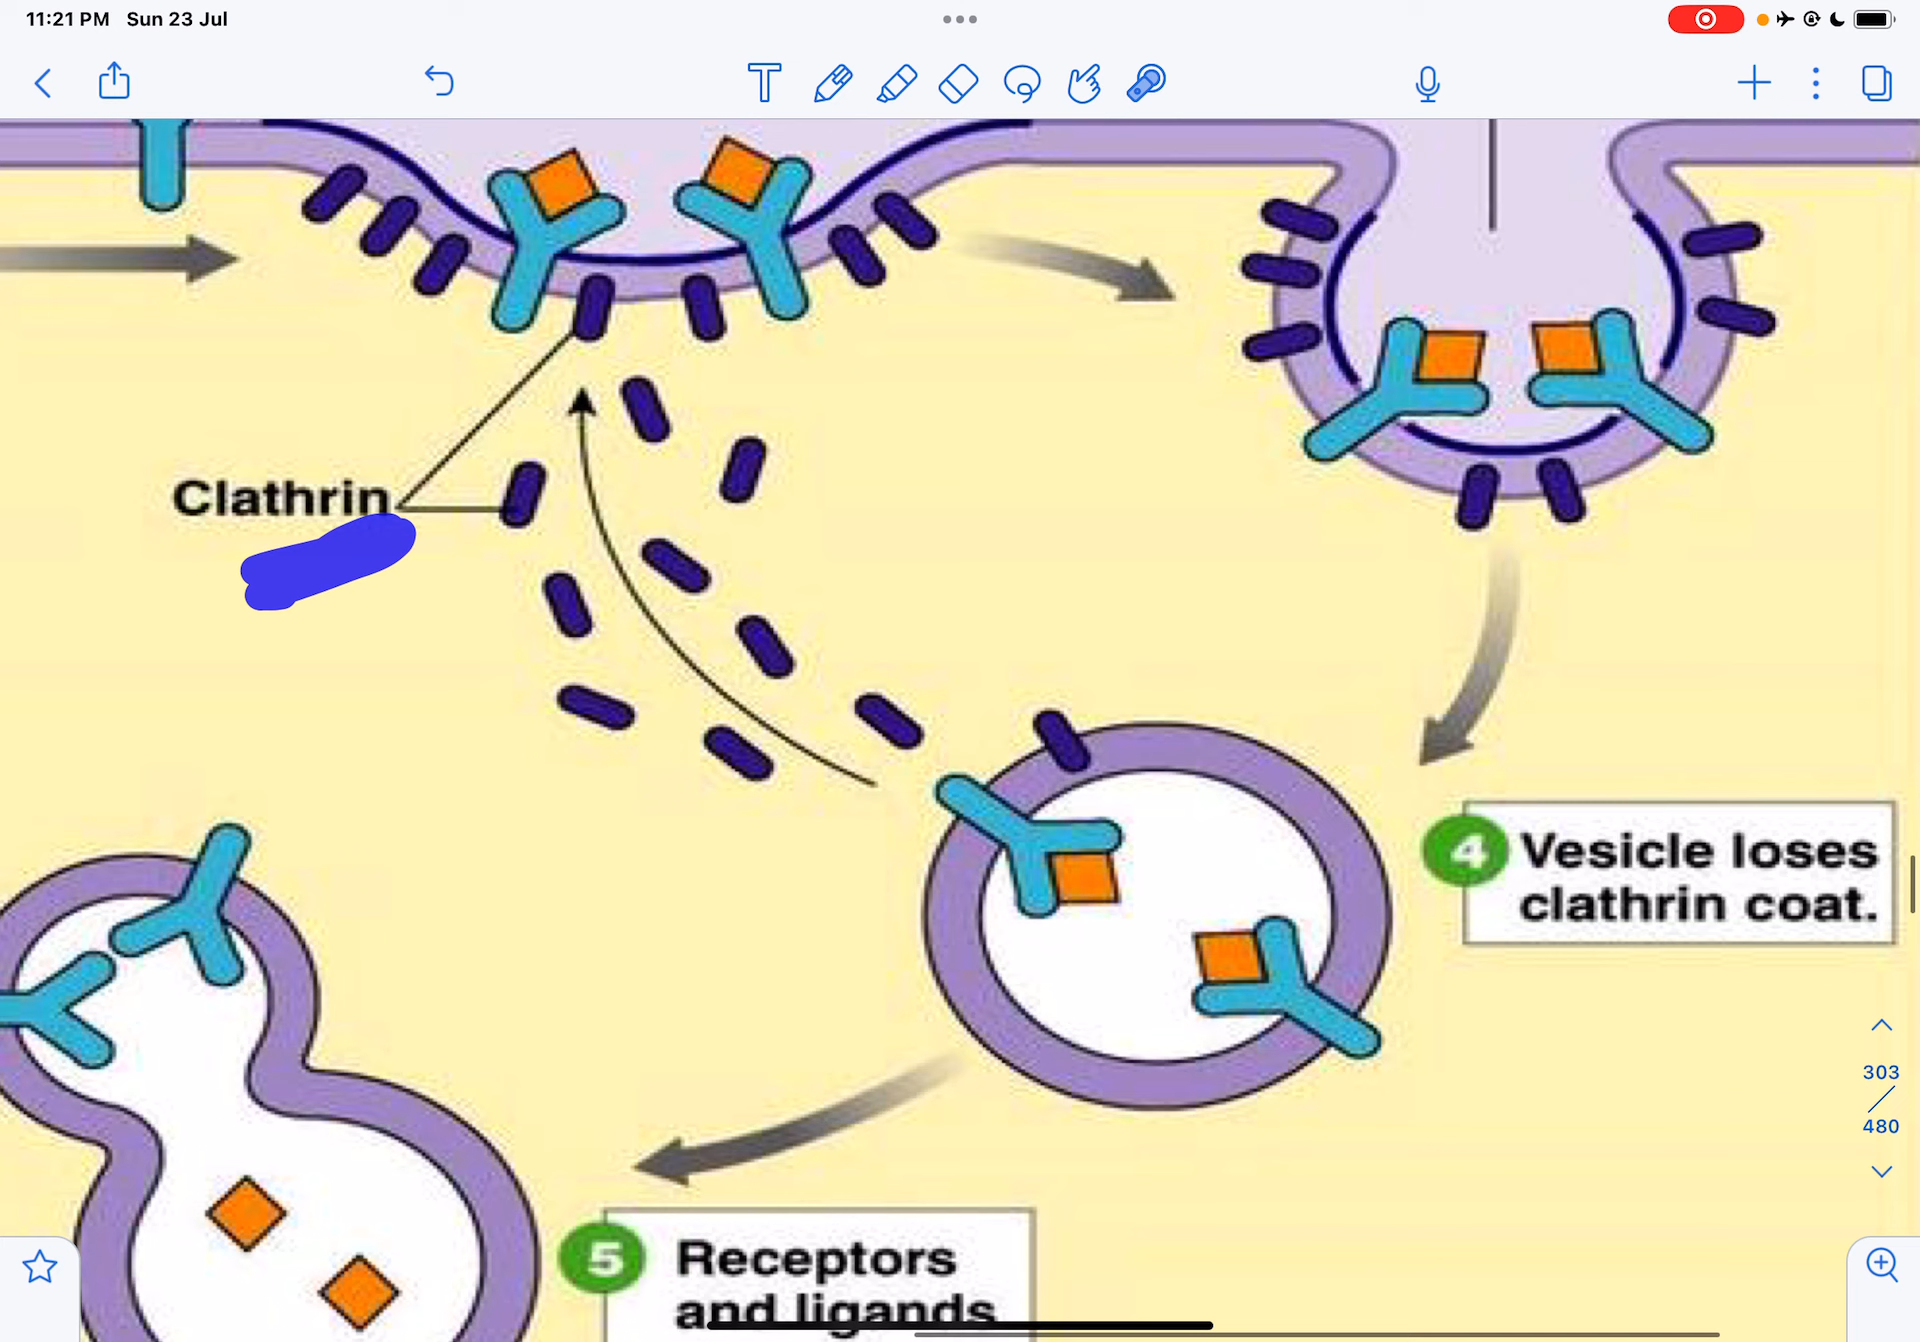 11:21 PM Sun 23 Jul
Clathrin
4 Vesicle loses
clathrin coat.
303
480
5 Receptors
and ligands